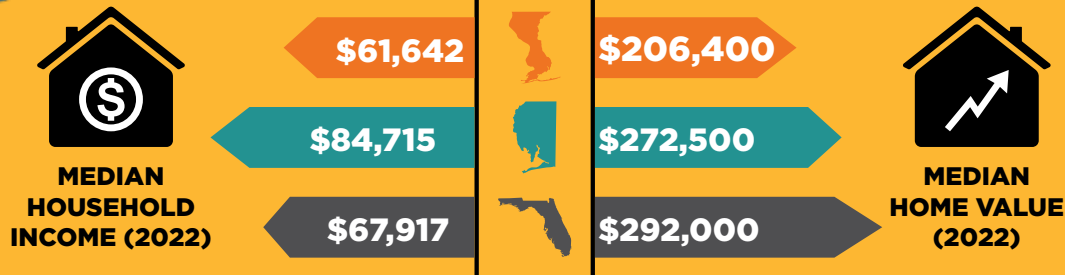 $
MEDIAN
HOUSEHOLD
INCOME (2022)
$61,642
$206,400
$84,715
$272,500
$67,917
$292,000
MEDIAN
HOME VALUE
(2022)